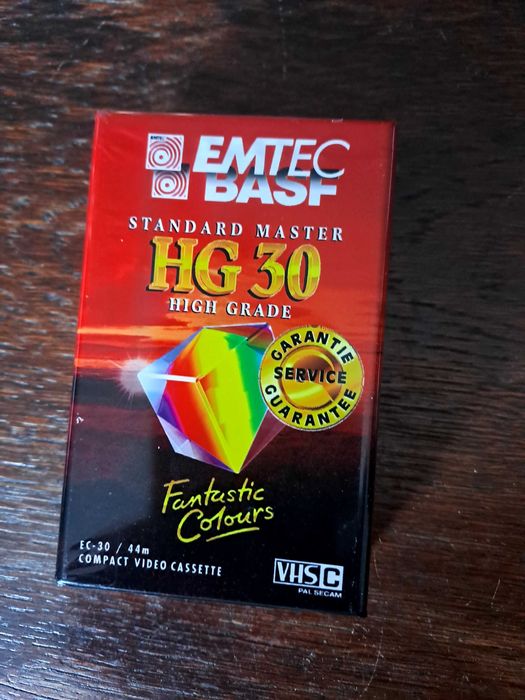 EMTEC
BASF
STANDARD MASTER
HG 30
HIGH GRADE
GARANTIE
SERVICE
GUARANTEE
Fantastic
Colours
EC-30 / 44m
COMPACT VIDEO CASSETTE
VHS C
PAL SECAM